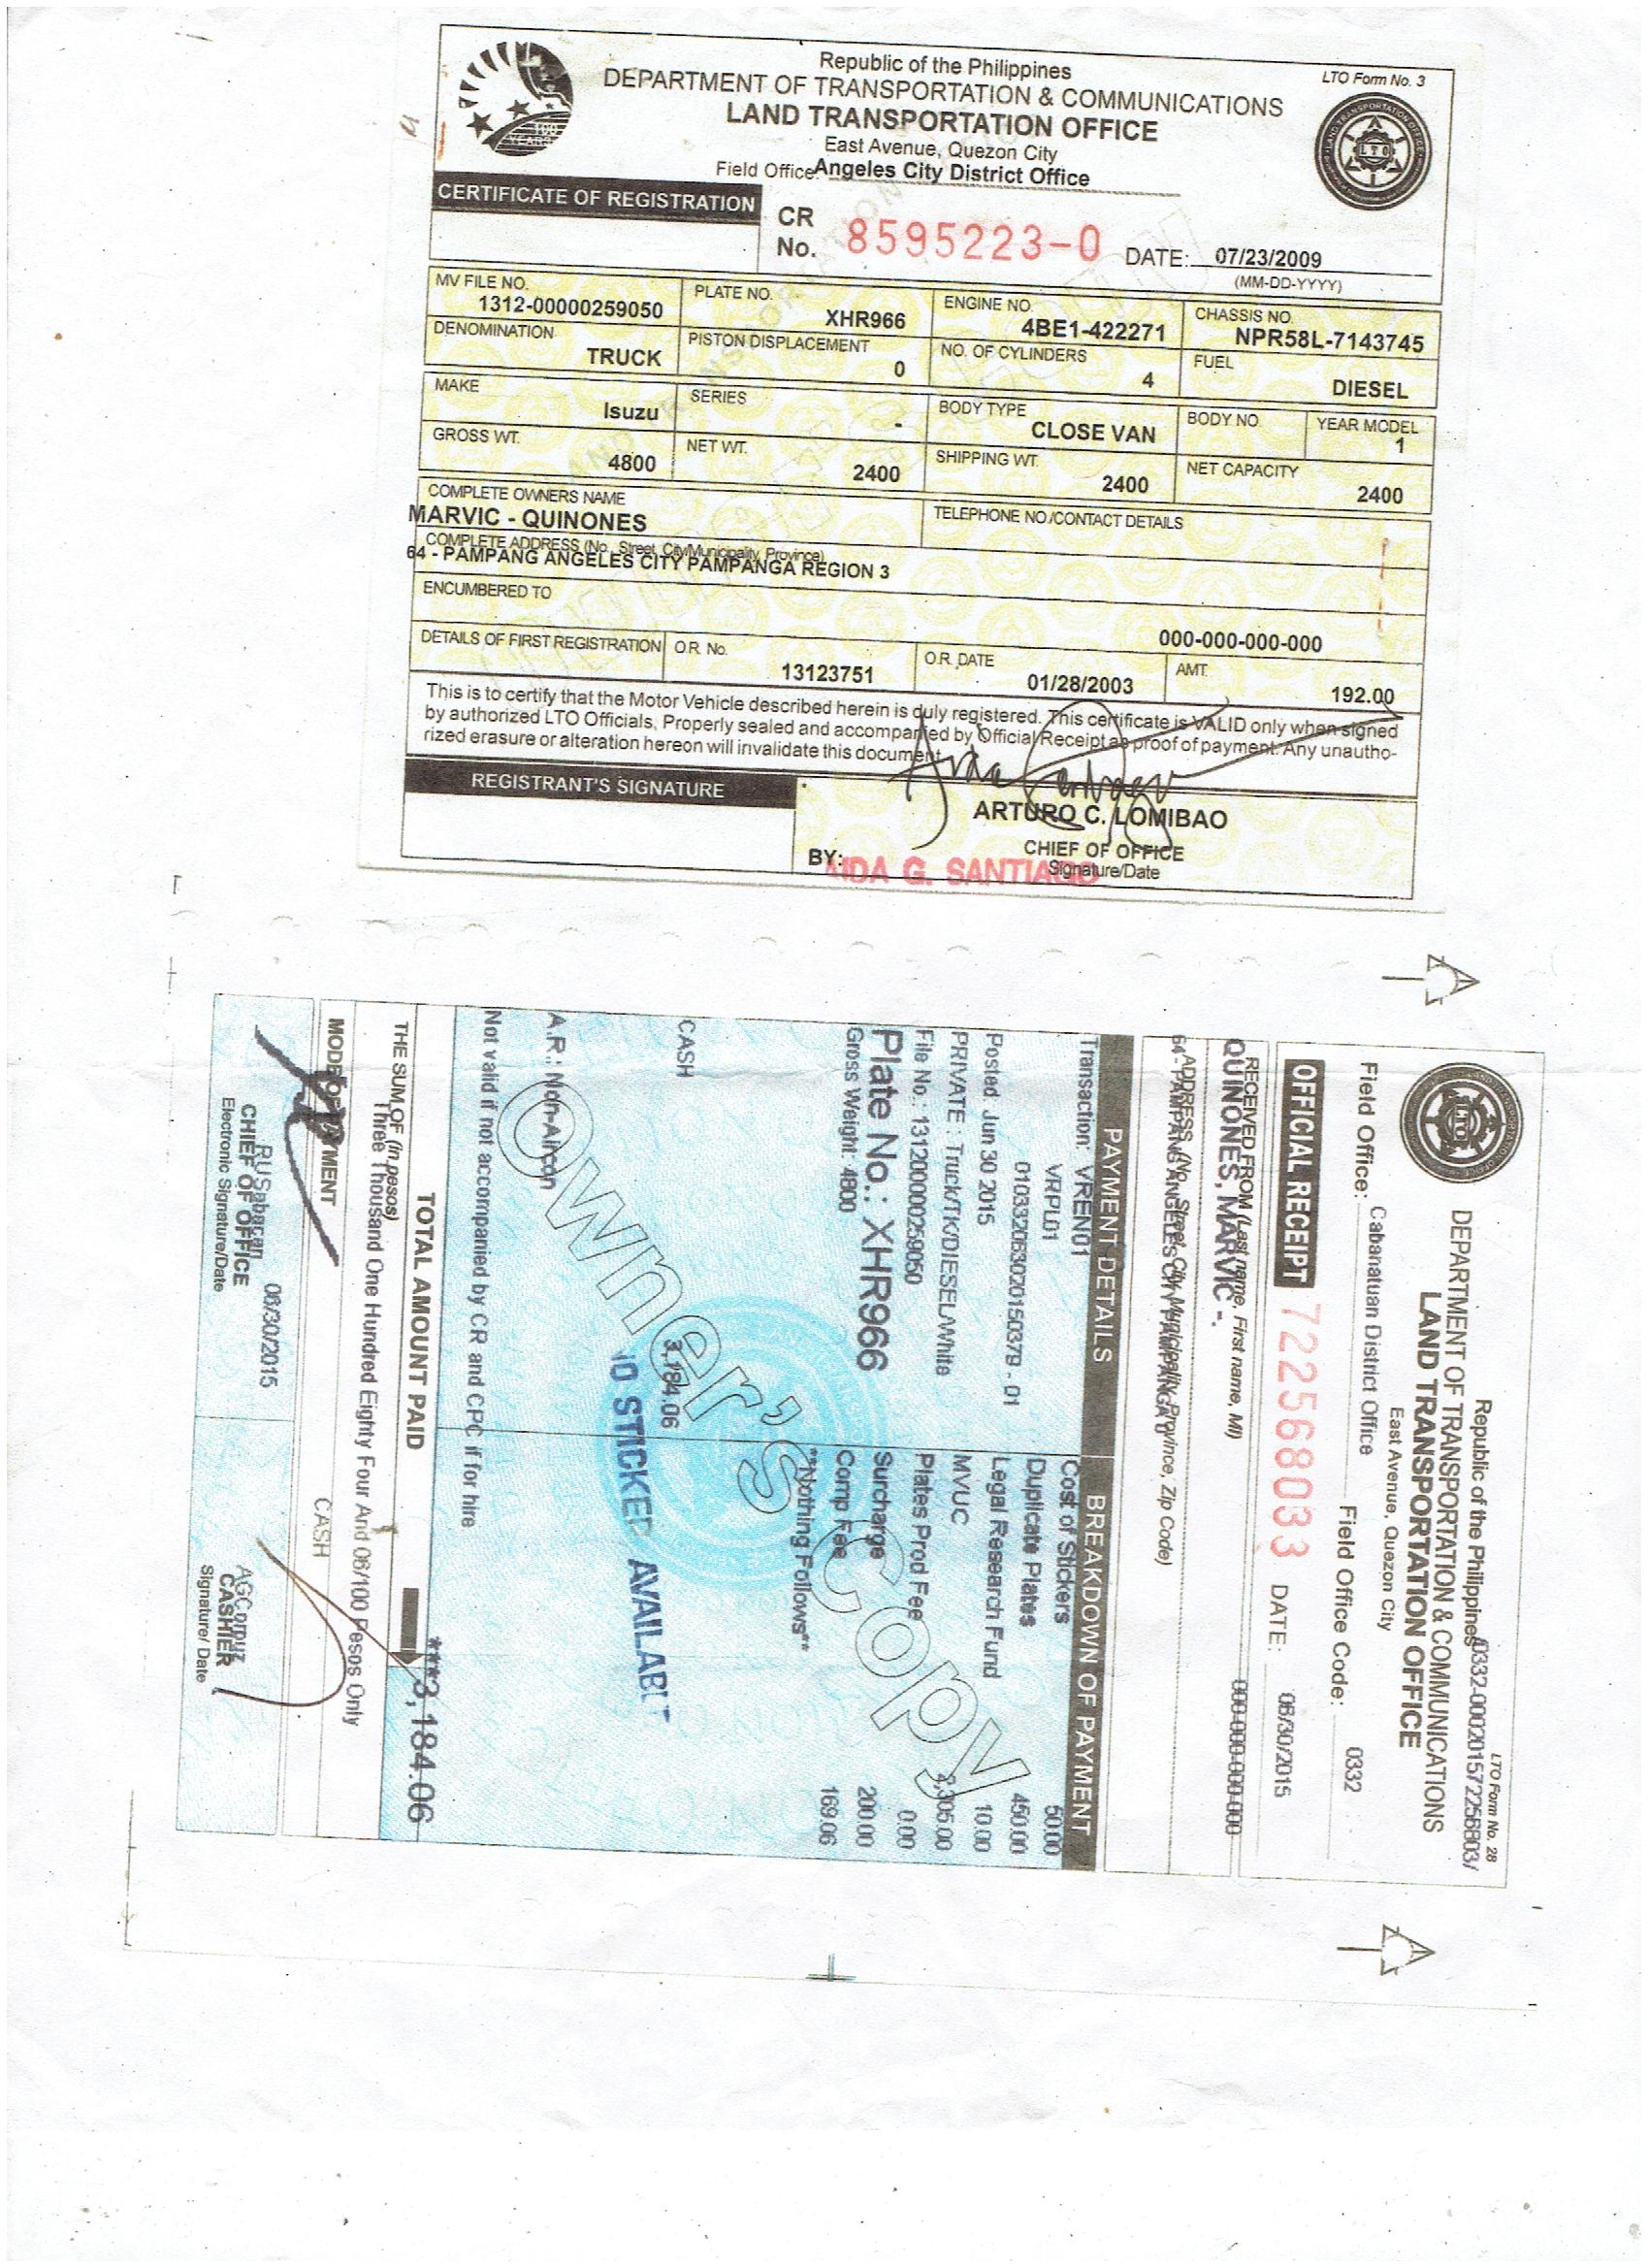 Republic of the Philippines
LTO Form No. 3
DEPARTMENT OF TRANSPORTATION & COMMUNICATIONS
LAND TRANSPORTATION OFFICE
East Avenue, Quezon City
Field Office Angeles City District Office
100 YEARS
CERTIFICATE OF REGISTRATION
CR No. 8595223-0 DATE: 07/23/2009
(MM-DD-YYYY)
MV FILE NO. PLATE NO. ENGINE NO. CHASSIS NO.
1312-00000259050 XHR966 4BE1-422271 NPR58L-7143745
DENOMINATION PISTON DISPLACEMENT NO. OF CYLINDERS FUEL
TRUCK 0 4 DIESEL
MAKE SERIES BODY TYPE BODY NO. YEAR MODEL
Isuzu - CLOSE VAN 1
GROSS WT. NET WT. SHIPPING WT. NET CAPACITY
4800 2400 2400 2400
COMPLETE OWNERS NAME TELEPHONE NO./CONTACT DETAILS
MARVIC - QUINONES
COMPLETE ADDRESS (No., Street, City/Municipality, Province)
64 - PAMPANG ANGELES CITY PAMPANGA REGION 3
ENCUMBERED TO
000-000-000-000
DETAILS OF FIRST REGISTRATION O.R. No. O.R. DATE AMT.
13123751 01/28/2003 192.00
This is to certify that the Motor Vehicle described herein is duly registered. This certificate is VALID only when signed
by authorized LTO Officials, Properly sealed and accompanied by Official Receipt as proof of payment. Any unautho-
rized erasure or alteration hereon will invalidate this document.
REGISTRANT'S SIGNATURE
ARTURO C. LOMIBAO
CHIEF OF OFFICE
BY: AIDA G. SANTIAGO
Signature/Date
LTO Form No. 28
Republic of the Philippines
DEPARTMENT OF TRANSPORTATION & COMMUNICATIONS
LAND TRANSPORTATION OFFICE
East Avenue, Quezon City
Field Office: Cabanatuan District Office Field Office Code: 0332
OFFICIAL RECEIPT 722568033 DATE: 06/30/2015
RECEIVED FROM (Last name, First name, MI)
QUINONES, MARVIC -.
000-000-000-000
ADDRESS (No., Street, City, Municipality, Province, Zip Code)
64 - PAMPANG ANGELES CITY PAMPANGA
PAYMENT DETAILS BREAKDOWN OF PAYMENT
Transaction: VREN01 Cost of Stickers 50.00
VRPL01 Duplicate Plates 450.00
0103320630201503​79 - 01 Legal Research Fund 10.00
Posted Jun 30 2015 MVUC 2,305.00
PRIVATE : Truck/TK/DIESEL/White Plates Prod Fee 0.00
File No.: 131200000259050 Surcharge 200.00
Plate No.: XHR966 Comp Fee 169.06
Gross Weight: 4800 **Nothing Follows**
CASH 3,184.06
NO STICKER AVAILABLE
Owner's Copy
A.R.: Non-Aircon
Not valid if not accompanied by CR and CPC if for hire
TOTAL AMOUNT PAID ****3,184.06
THE SUM OF (in pesos)
Three Thousand One Hundred Eighty Four And 06/100 Pesos Only
MODE OF PAYMENT CASH
RUSabacan 06/30/2015
CHIEF OF OFFICE
Electronic Signature/Date
AGCorpuz
CASHIER
Signature/ Date